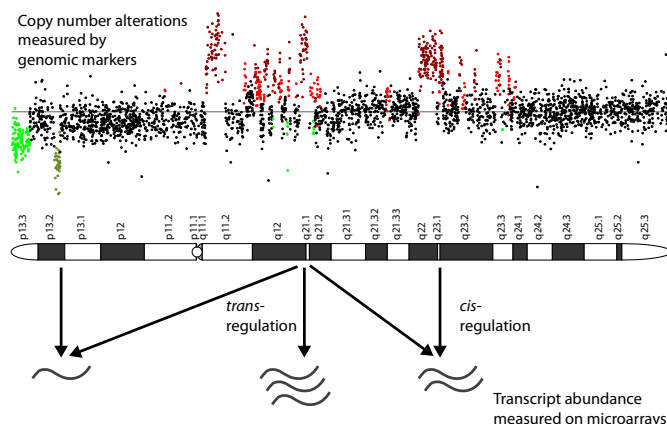 Copy number alterations
measured by
genomic markers
p13.3
p13.2
p13.1
p12
p11.2
p11.1
q11.1
q11.2
q12
q21.1
q21.2
q21.31
q21.32
q21.33
q22
q23.1
q23.2
q23.3
q24.1
q24.2
q24.3
q25.1
q25.2
q25.3
trans-
regulation
cis-
regulation
Transcript abundance
measured on microarrays